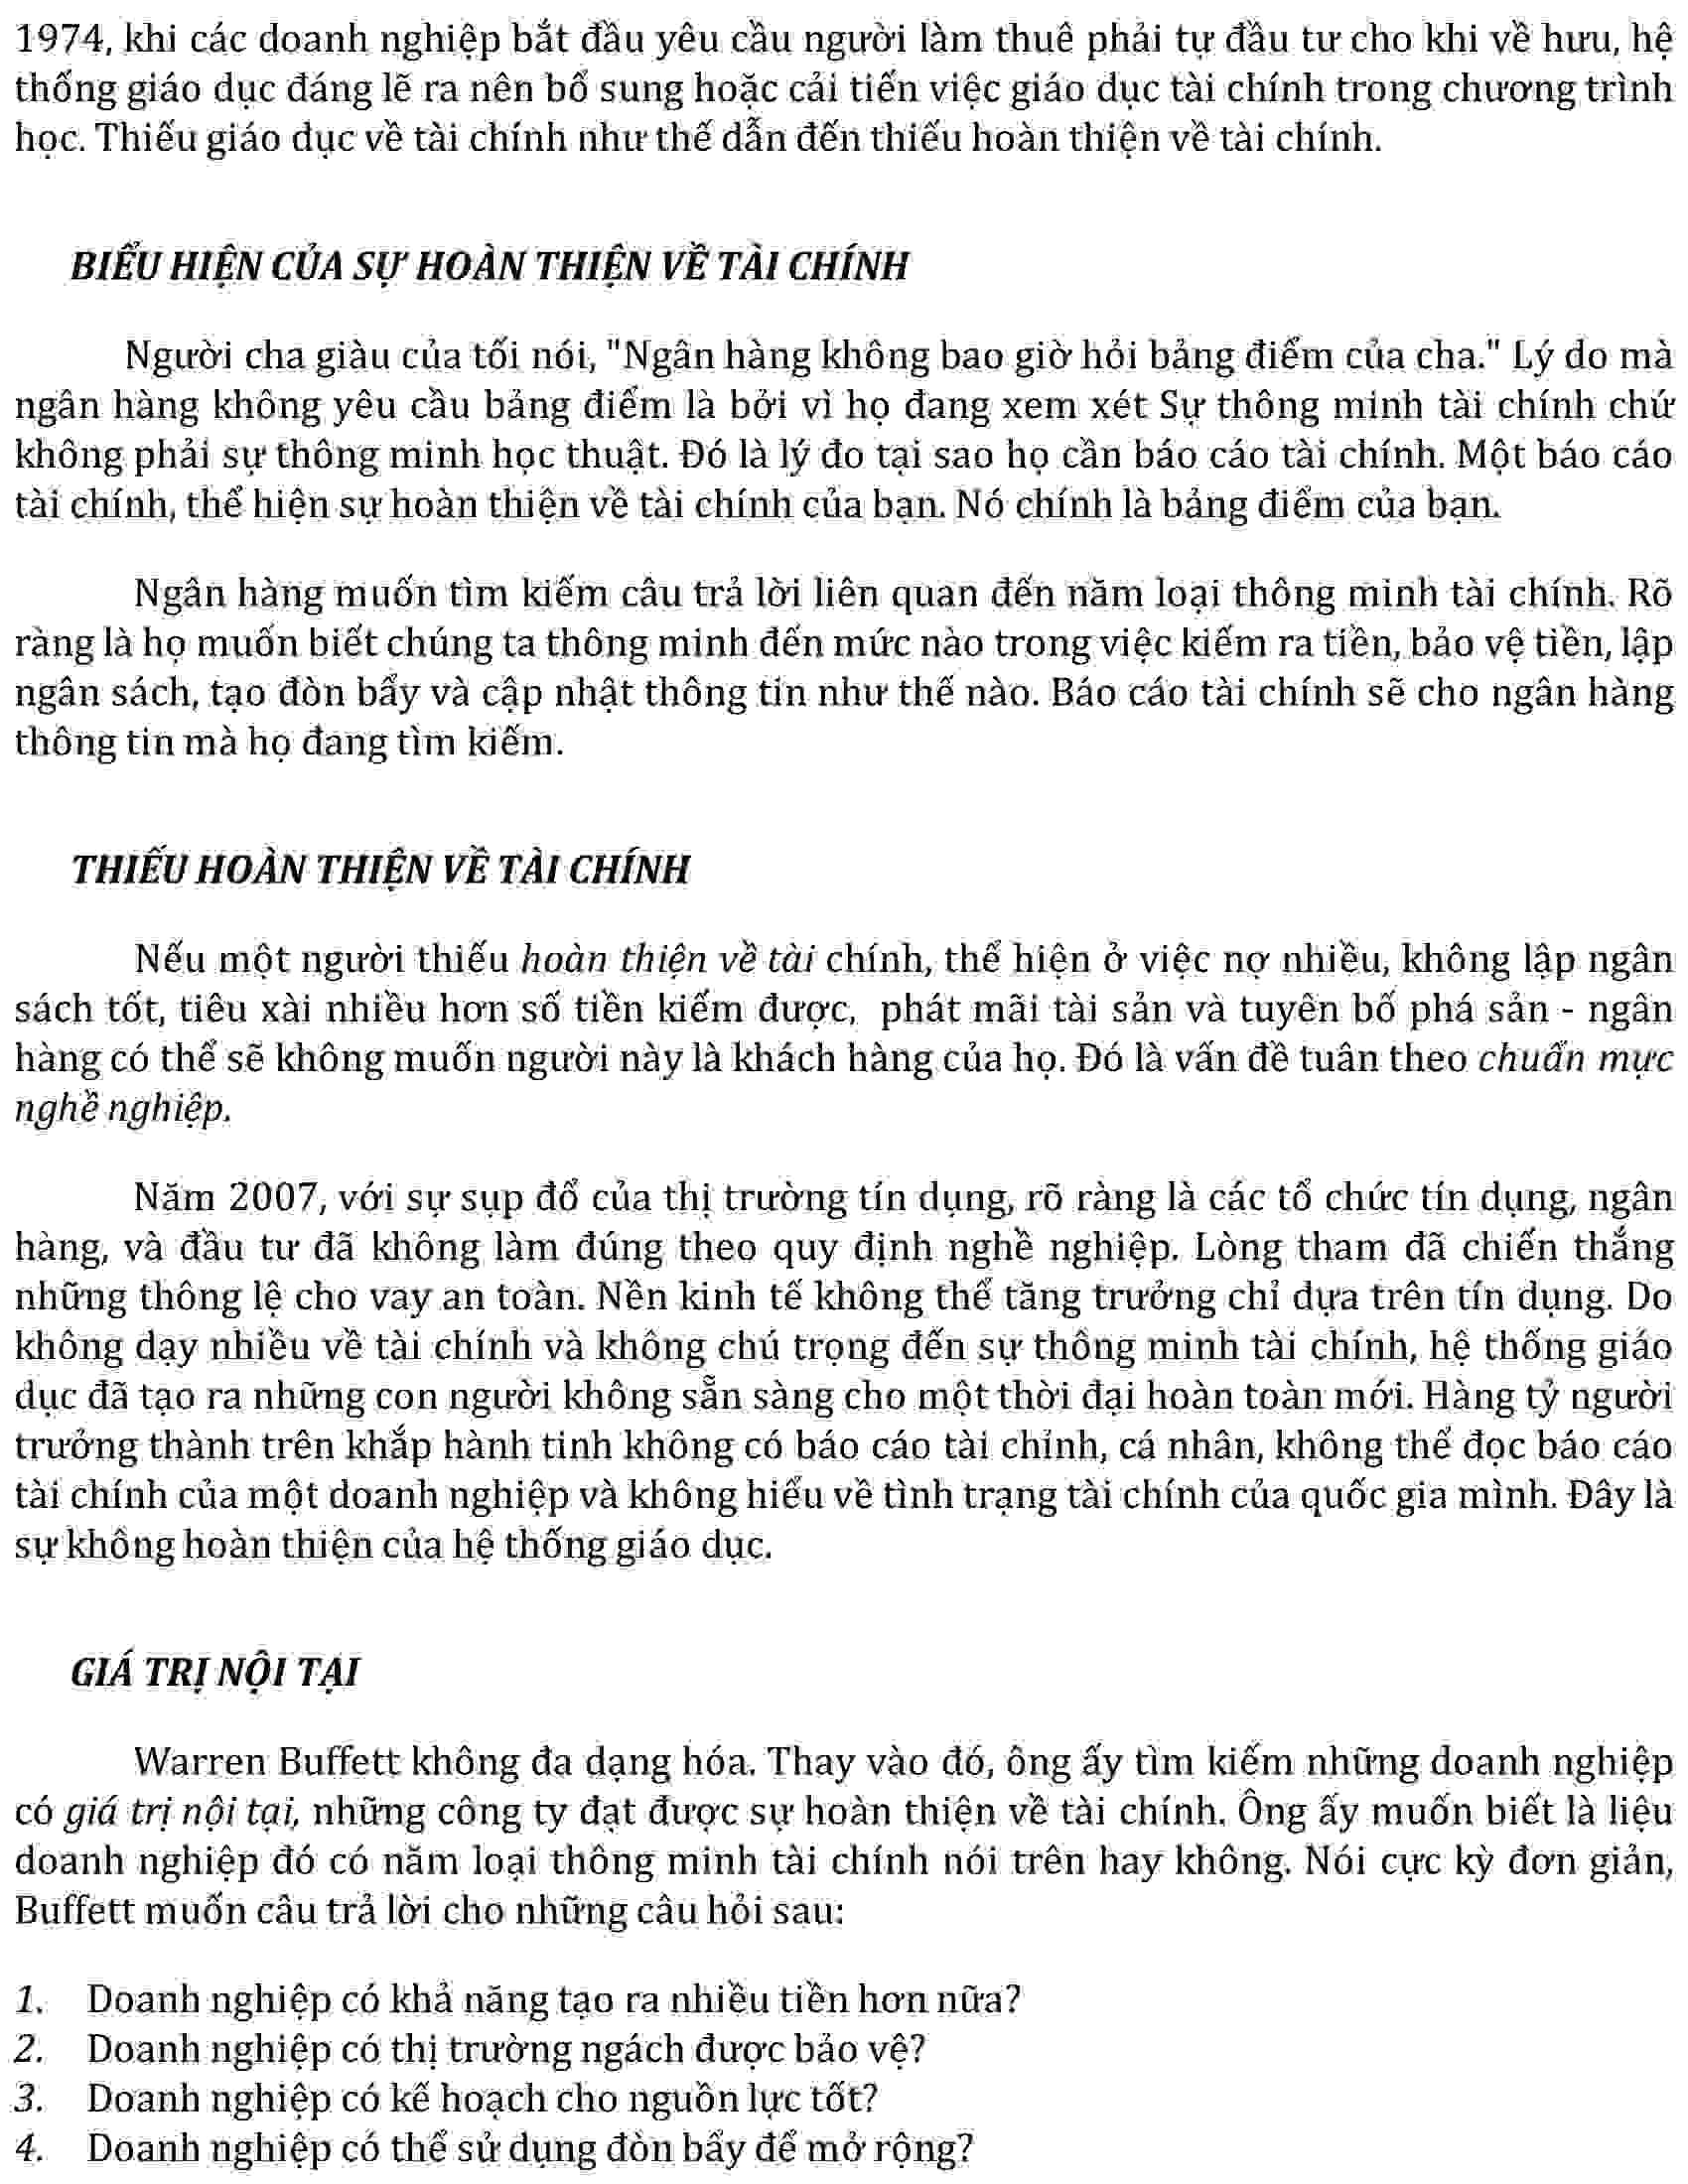 1974, khi các doanh nghiệp bắt đầu yêu cầu người làm thuê phải tự đầu tư cho khi về hưu, hệ
thống giáo dục đáng lẽ ra nên bổ sung hoặc cải tiến việc giáo dục tài chính trong chương trình
học. Thiếu giáo dục về tài chính như thế dẫn đến thiếu hoàn thiện về tài chính.
BIỂU HIỆN CỦA SỰ HOÀN THIỆN VỀ TÀI CHÍNH
Người cha giàu của tối nói, "Ngân hàng không bao giờ hỏi bảng điểm của cha." Lý do mà
ngân hàng không yêu cầu bảng điểm là bởi vì họ đang xem xét Sự thông minh tài chính chứ
không phải sự thông minh học thuật. Đó là lý đo tại sao họ cần báo cáo tài chính. Một báo cáo
tài chính, thể hiện sự hoàn thiện về tài chính của bạn. Nó chính là bảng điểm của bạn.
Ngân hàng muốn tìm kiếm câu trả lời liên quan đến năm loại thông minh tài chính. Rõ
ràng là họ muốn biết chúng ta thông minh đến mức nào trong việc kiếm ra tiền, bảo vệ tiền, lập
ngân sách, tạo đòn bẩy và cập nhật thông tin như thế nào. Báo cáo tài chính sẽ cho ngân hàng
thông tin mà họ đang tìm kiếm.
THIẾU HOÀN THIỆN VỀ TÀI CHÍNH
Nếu một người thiếu hoàn thiện về tài chính, thể hiện ở việc nợ nhiều, không lập ngân
sách tốt, tiêu xài nhiều hơn số tiền kiếm được, phát mãi tài sản và tuyên bố phá sản - ngân
hàng có thể sẽ không muốn người này là khách hàng của họ. Đó là vấn đề tuân theo chuẩn mực
nghề nghiệp.
Năm 2007, với sự sụp đổ của thị trường tín dụng, rõ ràng là các tổ chức tín dụng, ngân
hàng, và đầu tư đã không làm đúng theo quy định nghề nghiệp. Lòng tham đã chiến thắng
những thông lệ cho vay an toàn. Nền kinh tế không thể tăng trưởng chỉ dựa trên tín dụng. Do
không dạy nhiều về tài chính và không chú trọng đến sự thông minh tài chính, hệ thống giáo
dục đã tạo ra những con người không sẵn sàng cho một thời đại hoàn toàn mới. Hàng tỷ người
trưởng thành trên khắp hành tinh không có báo cáo tài chỉnh, cá nhân, không thể đọc báo cáo
tài chính của một doanh nghiệp và không hiểu về tình trạng tài chính của quốc gia mình. Đây là
sự không hoàn thiện của hệ thống giáo dục.
GIÁ TRỊ NỘI TẠI
Warren Buffett không đa dạng hóa. Thay vào đó, ông ấy tìm kiếm những doanh nghiệp
có giá trị nội tại, những công ty đạt được sự hoàn thiện về tài chính. Ông ấy muốn biết là liệu
doanh nghiệp đó có năm loại thông minh tài chính nói trên hay không. Nói cực kỳ đơn giản,
Buffett muốn câu trả lời cho những câu hỏi sau:
1. Doanh nghiệp có khả năng tạo ra nhiều tiền hơn nữa?
2. Doanh nghiệp có thị trường ngách được bảo vệ?
3. Doanh nghiệp có kế hoạch cho nguồn lực tốt?
4. Doanh nghiệp có thể sử dụng đòn bẩy để mở rộng?